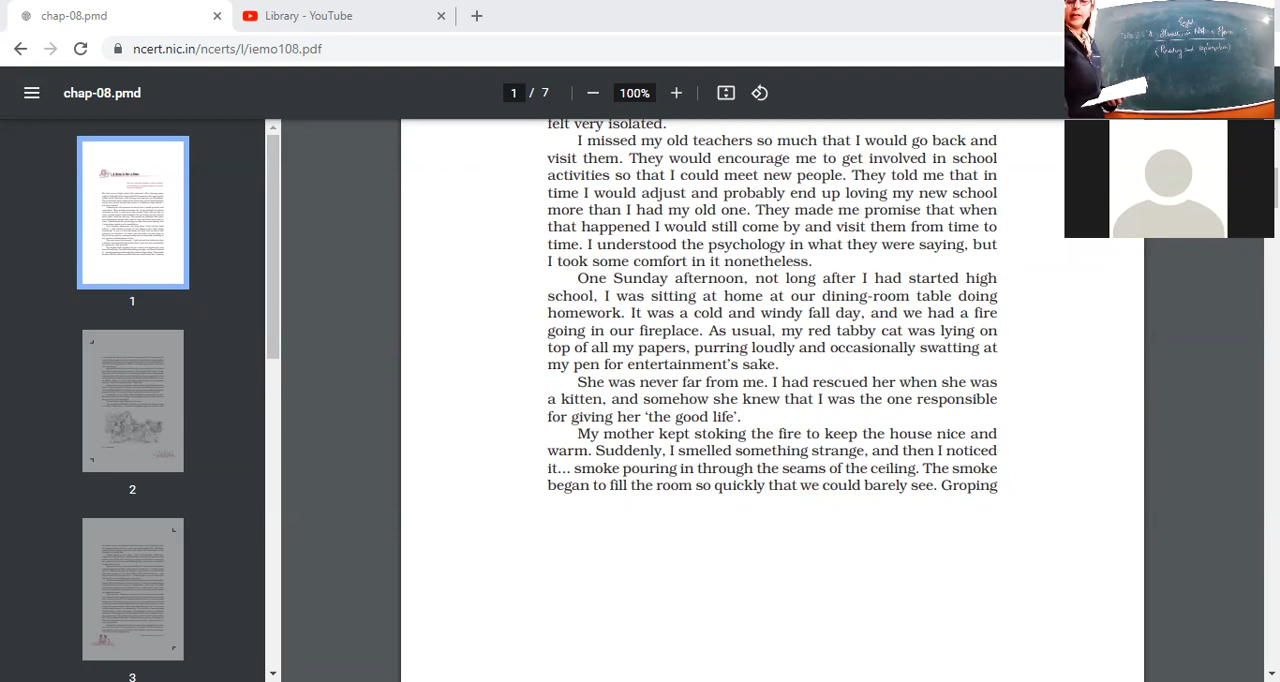 chap-08.pmd
Library - YouTube
ncert.nic.in/ncerts/l/iemo108.pdf
chap-08.pmd
1 / 7
100%
felt very isolated.
I missed my old teachers so much that I would go back and
visit them. They would encourage me to get involved in school
activities so that I could meet new people. They told me that in
time I would adjust and probably end up loving my new school
more than I had my old one. They made me promise that when
that happened I would still come by and visit them from time to
time. I understood the psychology in what they were saying, but
I took some comfort in it nonetheless.
One Sunday afternoon, not long after I had started high
school, I was sitting at home at our dining-room table doing
homework. It was a cold and windy fall day, and we had a fire
going in our fireplace. As usual, my red tabby cat was lying on
top of all my papers, purring loudly and occasionally swatting at
my pen for entertainment's sake.
She was never far from me. I had rescued her when she was
a kitten, and somehow she knew that I was the one responsible
for giving her ‘the good life’.
My mother kept stoking the fire to keep the house nice and
warm. Suddenly, I smelled something strange, and then I noticed
it... smoke pouring in through the seams of the ceiling. The smoke
began to fill the room so quickly that we could barely see. Groping
1
2
3